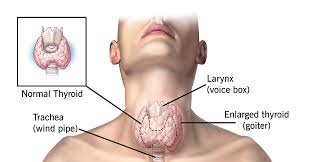 Normal Thyroid
Trachea
(wind pipe)
Larynx
(voice box)
Enlarged thyroid
(goiter)